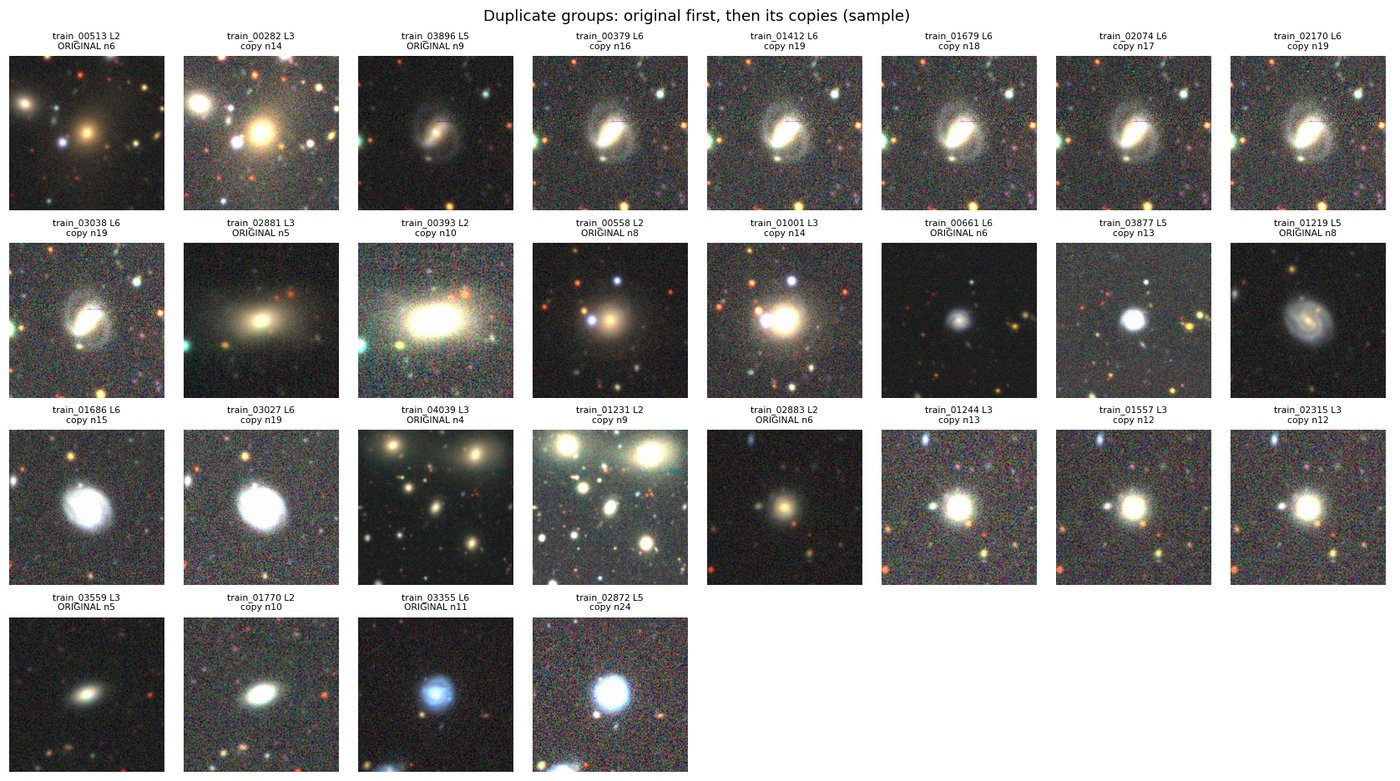 Duplicate groups: original first, then its copies (sample)
train_00513 L2
ORIGINAL n6
train_00282 L3
copy n14
train_03896 L5
ORIGINAL n9
train_00379 L6
copy n16
train_01412 L6
copy n19
train_01679 L6
copy n18
train_02074 L6
copy n17
train_02170 L6
copy n19
train_03038 L6
copy n19
train_02881 L3
ORIGINAL n5
train_00393 L2
copy n10
train_00558 L2
ORIGINAL n8
train_01001 L3
copy n14
train_00661 L6
ORIGINAL n6
train_03877 L5
copy n13
train_01219 L5
ORIGINAL n8
train_01686 L6
copy n15
train_03027 L6
copy n19
train_04039 L3
ORIGINAL n4
train_01231 L2
copy n9
train_02883 L2
ORIGINAL n6
train_01244 L3
copy n13
train_01557 L3
copy n12
train_02315 L3
copy n12
train_03559 L3
ORIGINAL n5
train_01770 L2
copy n10
train_03355 L6
ORIGINAL n11
train_02872 L5
copy n24